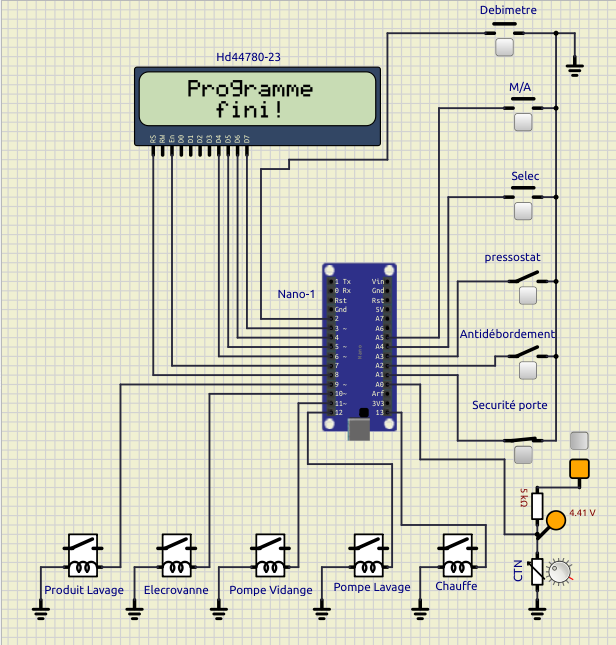 Debimetre
Hd44780-23
Programme
fini!
RS RW En D0 D1 D2 D3 D4 D5 D6 D7
M/A
Selec
pressostat
Nano-1
1 Tx Vin
0 Rx Gnd
Rst Rst
Gnd 5V
2 A7
3 ~ A6
4 A5
5 ~ A4
6 ~ A3
7 A2
8 A1
9 ~ A0
10~ Arf
11~ 3V3
12 13
Nano
Antidébordement
Securité porte
5 kΩ
4.41 V
CTN
Produit Lavage
Elecrovanne
Pompe Vidange
Pompe Lavage
Chauffe